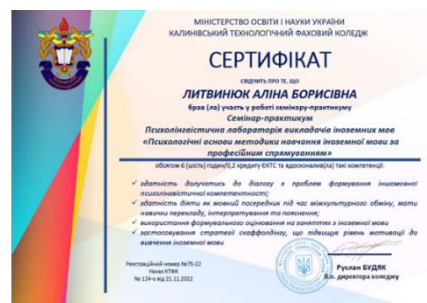 МІНІСТЕРСТВО ОСВІТИ І НАУКИ УКРАЇНИ
КАЛИНІВСЬКИЙ ТЕХНОЛОГІЧНИЙ ФАХОВИЙ КОЛЕДЖ
СЕРТИФІКАТ
СВІДЧИТЬ ПРО ТЕ, ЩО
ЛИТВИНЮК АЛІНА БОРИСІВНА
брав (ла) участь у роботі семінару-практикуму
Семінар-практикум
Психолінгвістична лабораторія викладачів іноземних мов
«Психологічні основи методики навчання іноземної мови за
професійним спрямуванням»
обсягом 6 (шість) годин/0,2 кредиту ЄКТС та вдосконалив(ла) такі компетенції:
✓ здатність долучатись до діалогу з проблем формування іншомовної
психолінгвістичної компетентності;
✓ здатність діяти як мовний посередник під час міжкультурного обміну, мати
навички перекладу, інтерпретування та пояснення;
✓ використання формувального оцінювання на заняттях з іноземної мови
✓ застосовування стратегії скаффолдінгу, що підвищує рівень мотивації до
вивчення іноземної мови
Реєстраційний номер №75-22
Наказ КТФК
№ 124-о від 21.11.2022
Руслан БУДЯК
В.о. директора коледжу